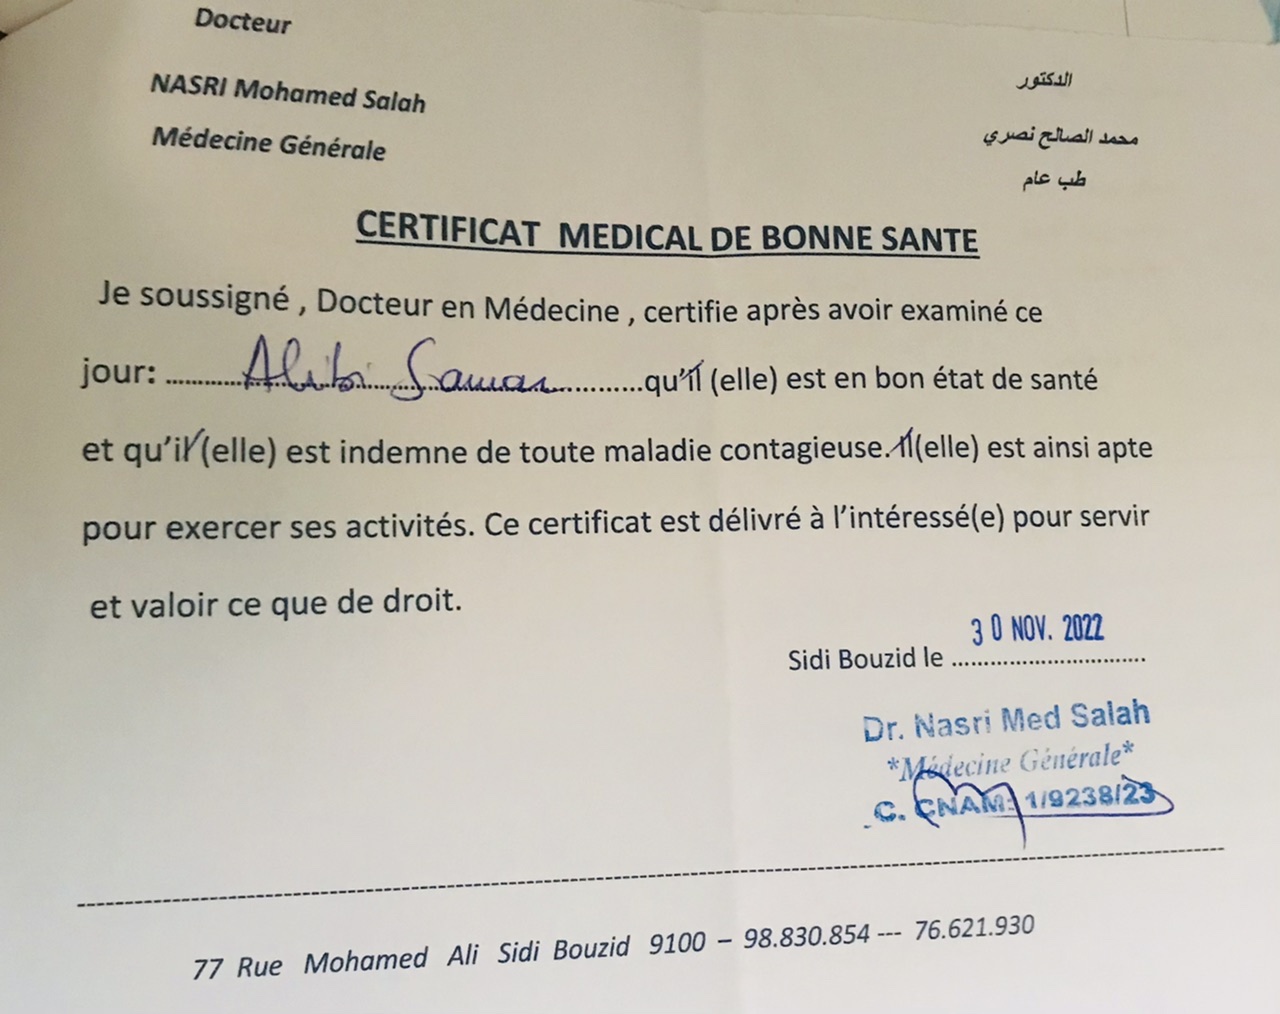 Docteur
NASRI Mohamed Salah
Médecine Générale
الدكتور
محمد الصالح نصري
طب عام
CERTIFICAT MEDICAL DE BONNE SANTE
Je soussigné , Docteur en Médecine , certifie après avoir examiné ce
jour: ............Alibi Samar............qu'il (elle) est en bon état de santé
et qu'il(elle) est indemne de toute maladie contagieuse.Il(elle) est ainsi apte
pour exercer ses activités. Ce certificat est délivré à l'intéressé(e) pour servir
et valoir ce que de droit.
30 NOV. 2022
Sidi Bouzid le ..............................
Dr. Nasri Med Salah
*Médecine Générale*
C. CNAM: 1/9238/23
77 Rue Mohamed Ali Sidi Bouzid 9100 – 98.830.854 --- 76.621.930